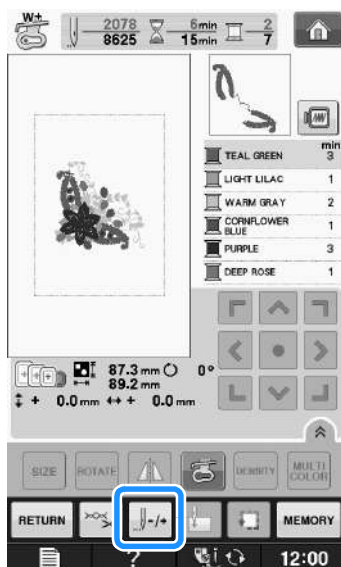 W+
2078
8625
6min
15min
2
7
min
TEAL GREEN 3
LIGHT LILAC 1
WARM GRAY 2
CORNFLOWER
BLUE 1
PURPLE 3
DEEP ROSE 1
87.3 mm 0°
89.2 mm
+ 0.0 mm + 0.0 mm
SIZE ROTATE DENSITY MULTI
COLOR
RETURN -/+ MEMORY
? i 12:00